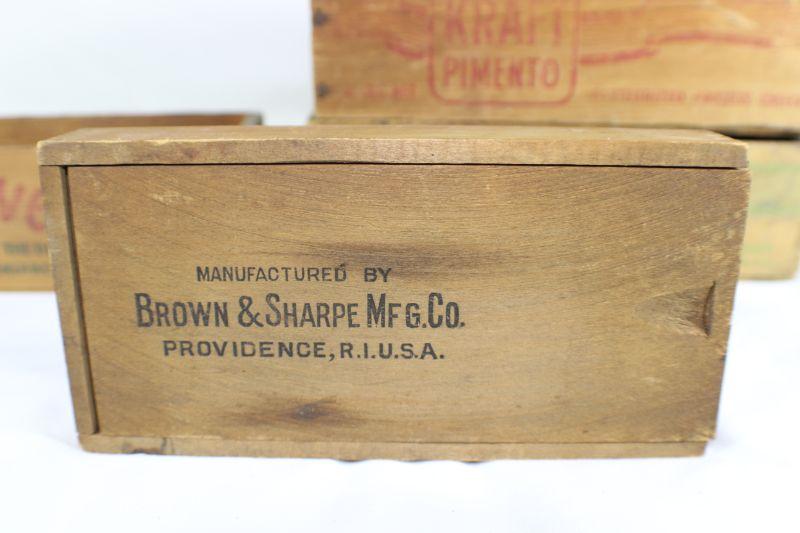 KRAFT
PIMENTO
MANUFACTURED BY
BROWN & SHARPE MFG. CO.
PROVIDENCE, R.I. U.S.A.